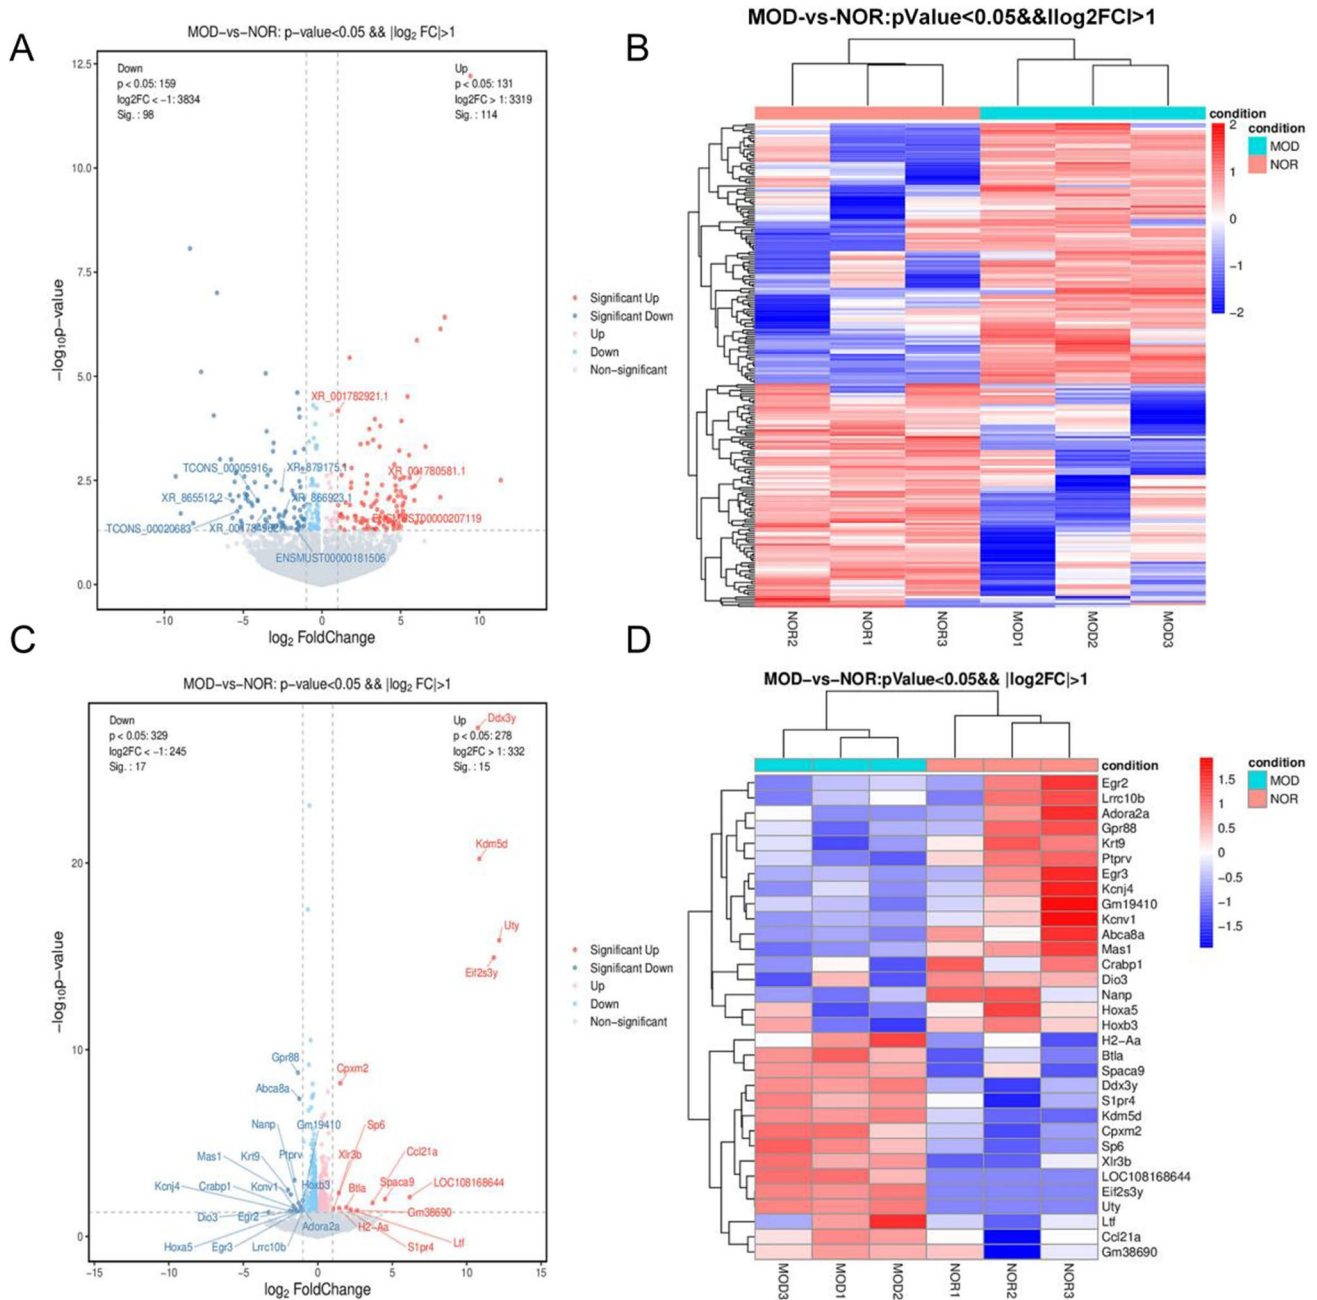 A
MOD-vs-NOR: p-value<0.05 && |log2 FC|>1
Down
p < 0.05: 159
log2FC < -1: 3834
Sig. : 98
Up
p < 0.05: 131
log2FC > 1: 3319
Sig. : 114
12.5
10.0
7.5
5.0
2.5
0.0
-log10p-value
XR_001782921.1
TCONS_00005916
XR_879175.1
XR_001780581.1
XR_865512.2
XR_866923.1
ENSMUST00000207119
TCONS_00020683
ENSMUST00000181506
-10
-5
0
5
10
log2 FoldChange
Significant Up
Significant Down
Up
Down
Non-significant
B
MOD-vs-NOR:pValue<0.05&&llog2FCl>1
condition
2
1
0
-1
-2
condition
MOD
NOR
NOR2
NOR1
NOR3
MOD1
MOD2
MOD3
C
MOD-vs-NOR: p-value<0.05 && |log2 FC|>1
Down
p < 0.05: 329
log2FC < -1: 245
Sig. : 17
Up
p < 0.05: 278
log2FC > 1: 332
Sig. : 15
Ddx3y
Kdm5d
Uty
Eif2s3y
20
10
0
-log10p-value
Gpr88
Cpxm2
Abca8a
Nanp
Gm19410
Sp6
Mas1
Krt9
Ptprv
Xlr3b
Ccl21a
Kcnj4
Crabp1
Kcnv1
Hoxb3
Btla
Spaca9
LOC108168644
Dio3
Egr2
Adora2a
H2-Aa
Gm38690
Hoxa5
Egr3
Lrrc10b
S1pr4
Ltf
-15
-10
-5
0
5
10
15
log2 FoldChange
Significant Up
Significant Down
Up
Down
Non-significant
D
MOD-vs-NOR:pValue<0.05&& |log2FC|>1
condition
Egr2
Lrrc10b
Adora2a
Gpr88
Krt9
Ptprv
Egr3
Kcnj4
Gm19410
Kcnv1
Abca8a
Mas1
Crabp1
Dio3
Nanp
Hoxa5
Hoxb3
H2-Aa
Btla
Spaca9
Ddx3y
S1pr4
Kdm5d
Cpxm2
Sp6
Xlr3b
LOC108168644
Eif2s3y
Uty
Ltf
Ccl21a
Gm38690
1.5
1
0.5
0
-0.5
-1
-1.5
condition
MOD
NOR
MOD3
MOD1
MOD2
NOR1
NOR2
NOR3